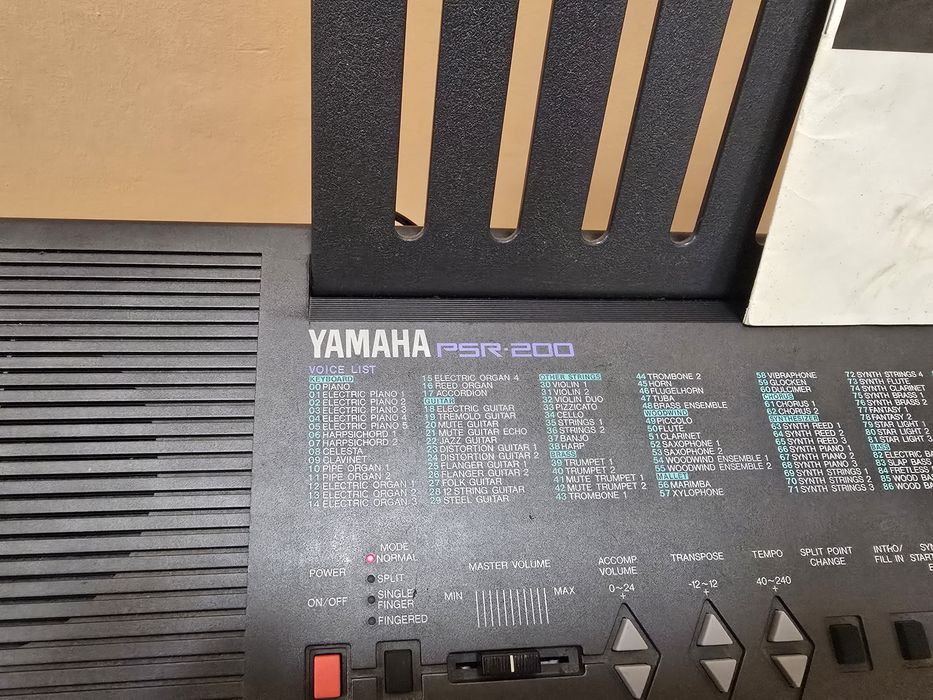 YAMAHA PSR-200
VOICE LIST
KEYBOARD
00 PIANO
01 ELECTRIC PIANO 1
02 ELECTRIC PIANO 2
03 ELECTRIC PIANO 3
04 ELECTRIC PIANO 4
05 ELECTRIC PIANO 5
06 HARPSICHORD 1
07 HARPSICHORD 2
08 CELESTA
09 CLAVINET
10 PIPE ORGAN 1
11 PIPE ORGAN 2
12 ELECTRIC ORGAN 1
13 ELECTRIC ORGAN 2
14 ELECTRIC ORGAN 3
15 ELECTRIC ORGAN 4
16 REED ORGAN
17 ACCORDION
GUITAR
18 ELECTRIC GUITAR
19 TREMOLO GUITAR
20 MUTE GUITAR
21 MUTE GUITAR ECHO
22 JAZZ GUITAR
23 DISTORTION GUITAR 1
24 DISTORTION GUITAR 2
25 FLANGER GUITAR 1
26 FLANGER GUITAR 2
27 FOLK GUITAR
28 12 STRING GUITAR
29 STEEL GUITAR
OTHER STRINGS
30 VIOLIN 1
31 VIOLIN 2
32 VIOLIN DUO
33 PIZZICATO
34 CELLO
35 STRINGS 1
36 STRINGS 2
37 BANJO
38 HARP
BRASS
39 TRUMPET 1
40 TRUMPET 2
41 MUTE TRUMPET 1
42 MUTE TRUMPET 2
43 TROMBONE 1
44 TROMBONE 2
45 HORN
46 FLUGELHORN
47 TUBA
48 BRASS ENSEMBLE
WOODWIND
49 PICCOLO
50 FLUTE
51 CLARINET
52 SAXOPHONE 1
53 SAXOPHONE 2
54 WOODWIND ENSEMBLE 1
55 WOODWIND ENSEMBLE 2
MALLET
56 MARIMBA
57 XYLOPHONE
58 VIBRAPHONE
59 GLOCKEN
60 DULCIMER
CHORUS
61 CHORUS 1
62 CHORUS 2
SYNTHESIZER
63 SYNTH REED 1
64 SYNTH REED 2
65 SYNTH REED 3
66 SYNTH PIANO 1
67 SYNTH PIANO 2
68 SYNTH PIANO 3
69 SYNTH STRINGS 1
70 SYNTH STRINGS 2
71 SYNTH STRINGS 3
72 SYNTH STRINGS 4
73 SYNTH FLUTE
74 SYNTH CLARINET
75 SYNTH BRASS 1
76 SYNTH BRASS 2
77 FANTASY 1
78 FANTASY 2
79 STAR LIGHT 1
80 STAR LIGHT 2
81 STAR LIGHT 3
BASS
82 ELECTRIC
83 SLAP
84 FRETLESS
85 WOOD
86 WOOD
MODE
NORMAL
SPLIT
SINGLE
FINGER
FINGERED
POWER
ON/OFF
MASTER VOLUME
MIN MAX
ACCOMP
VOLUME
0~24
+
TRANSPOSE
-12~12
+
TEMPO
40~240
+
SPLIT POINT
CHANGE
INTRO/
FILL IN